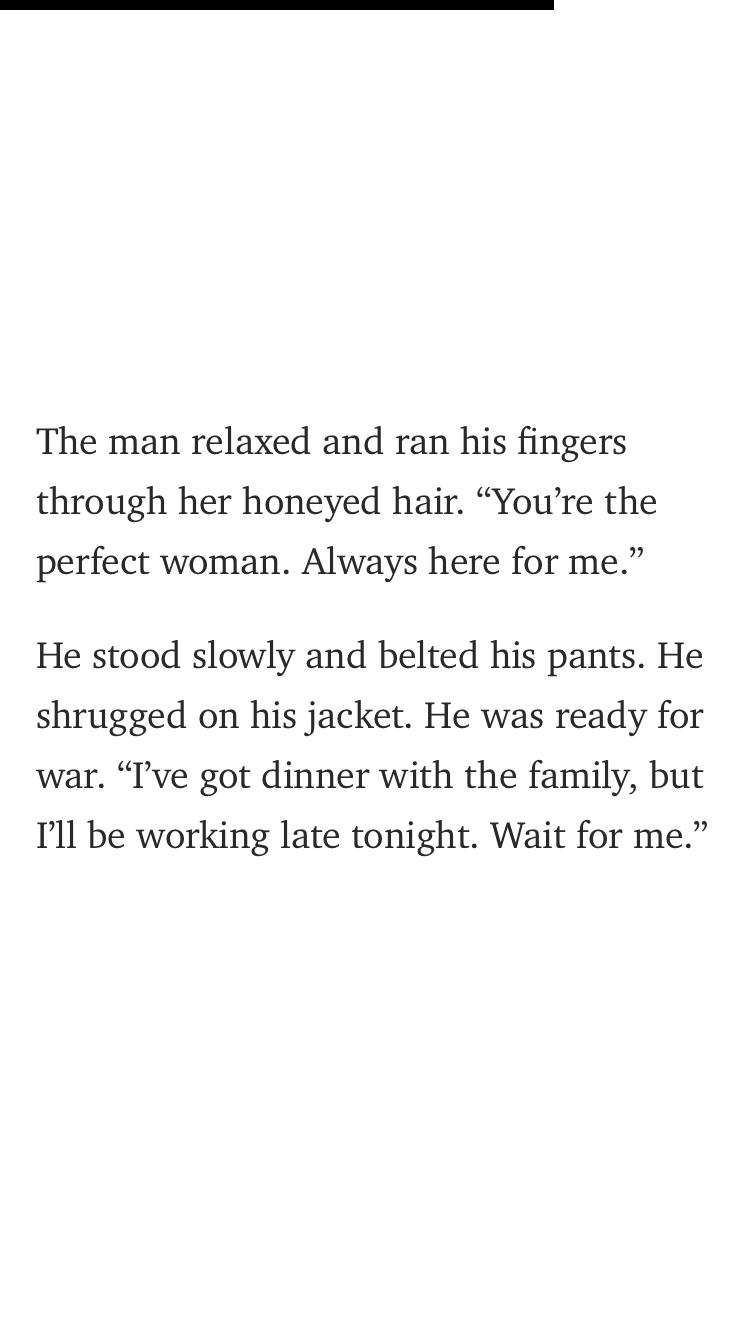 The man relaxed and ran his fingers
through her honeyed hair. “You’re the
perfect woman. Always here for me.”
He stood slowly and belted his pants. He
shrugged on his jacket. He was ready for
war. “I’ve got dinner with the family, but
I’ll be working late tonight. Wait for me.”